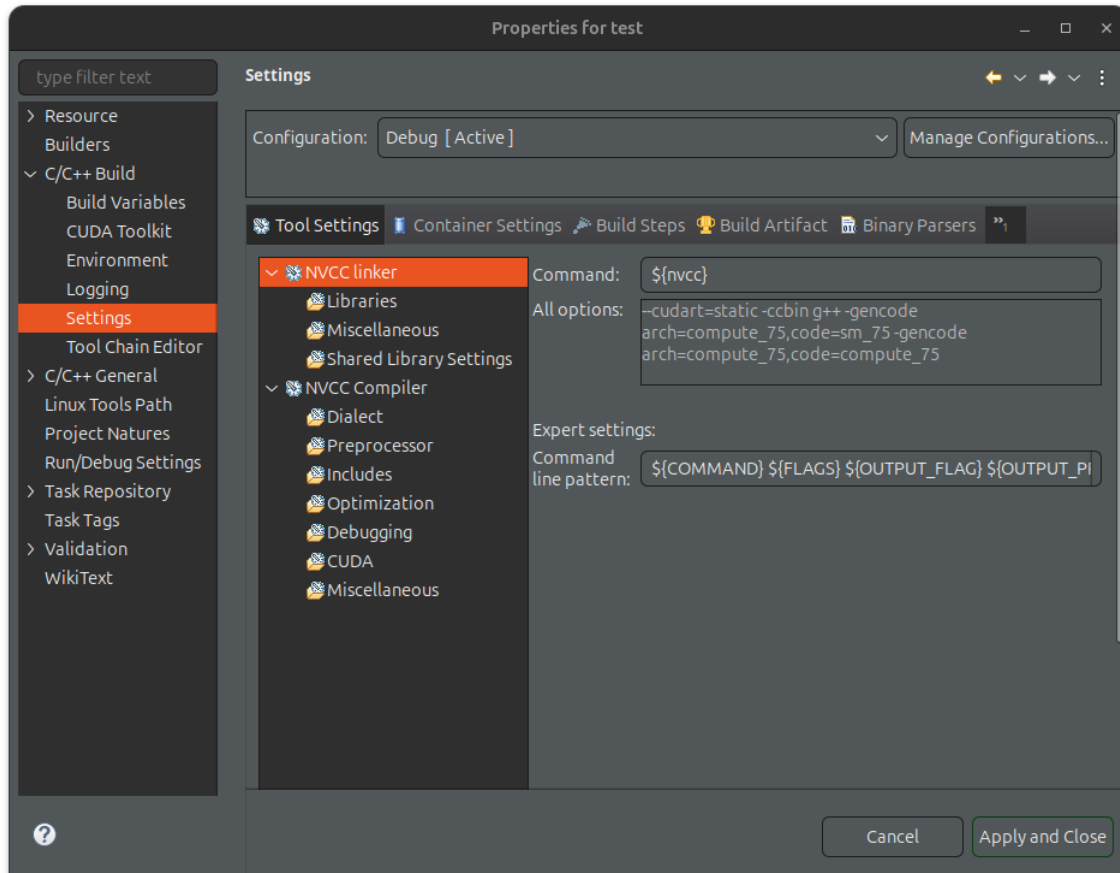 Properties for test
type filter text
Resource
Builders
C/C++ Build
Build Variables
CUDA Toolkit
Environment
Logging
Settings
Tool Chain Editor
C/C++ General
Linux Tools Path
Project Natures
Run/Debug Settings
Task Repository
Task Tags
Validation
WikiText
Settings
Configuration: Debug [ Active ] Manage Configurations...
Tool Settings Container Settings Build Steps Build Artifact Binary Parsers »1
NVCC linker
Libraries
Miscellaneous
Shared Library Settings
NVCC Compiler
Dialect
Preprocessor
Includes
Optimization
Debugging
CUDA
Miscellaneous
Command: ${nvcc}
All options: --cudart=static -ccbin g++ -gencode
arch=compute_75,code=sm_75 -gencode
arch=compute_75,code=compute_75
Expert settings:
Command
line pattern: ${COMMAND} ${FLAGS} ${OUTPUT_FLAG} ${OUTPUT_P
Cancel Apply and Close